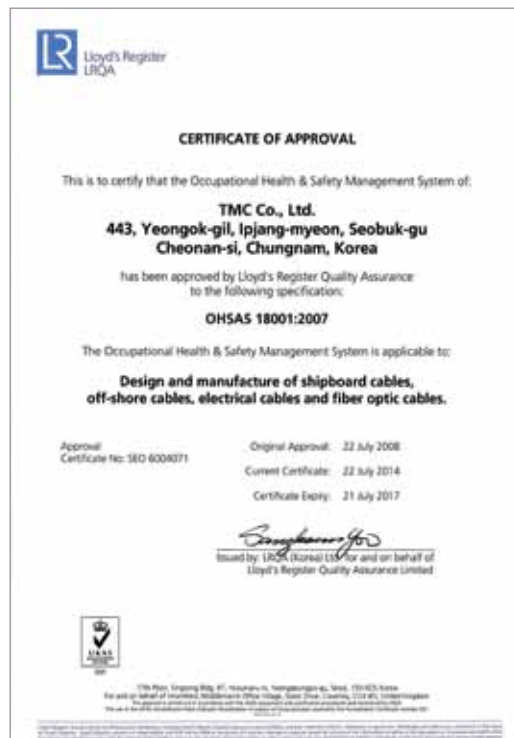 LR
Lloyd's Register
LRQA
CERTIFICATE OF APPROVAL
This is to certify that the Occupational Health & Safety Management System of:
TMC Co., Ltd.
443, Yeongok-gil, Ipjang-myeon, Seobuk-gu
Cheonan-si, Chungnam, Korea
has been approved by Lloyd's Register Quality Assurance
to the following specification:
OHSAS 18001:2007
The Occupational Health & Safety Management System is applicable to:
Design and manufacture of shipboard cables,
off-shore cables, electrical cables and fiber optic cables.
Approval
Certificate No: SEO 6004071
Original Approval: 22 July 2008
Current Certificate: 22 July 2014
Certificate Expiry: 21 July 2017
Issued by: LRQA (Korea) Ltd. for and on behalf of
Lloyd's Register Quality Assurance Limited
UKAS